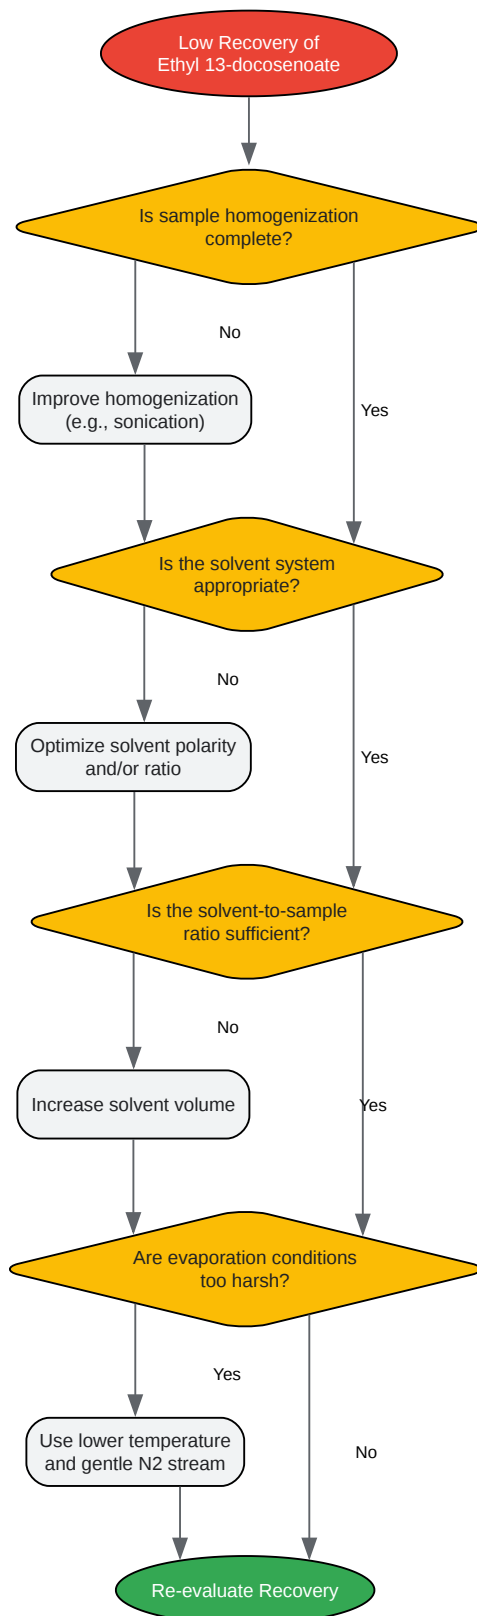 Low Recovery of
Ethyl 13-docosenoate
Is sample homogenization
complete?
No
Improve homogenization
(e.g., sonication)
Yes
Is the solvent system
appropriate?
No
Optimize solvent polarity
and/or ratio
Yes
Is the solvent-to-sample
ratio sufficient?
No
Increase solvent volume
Yes
Are evaporation conditions
too harsh?
Yes
Use lower temperature
and gentle N2 stream
No
Re-evaluate Recovery